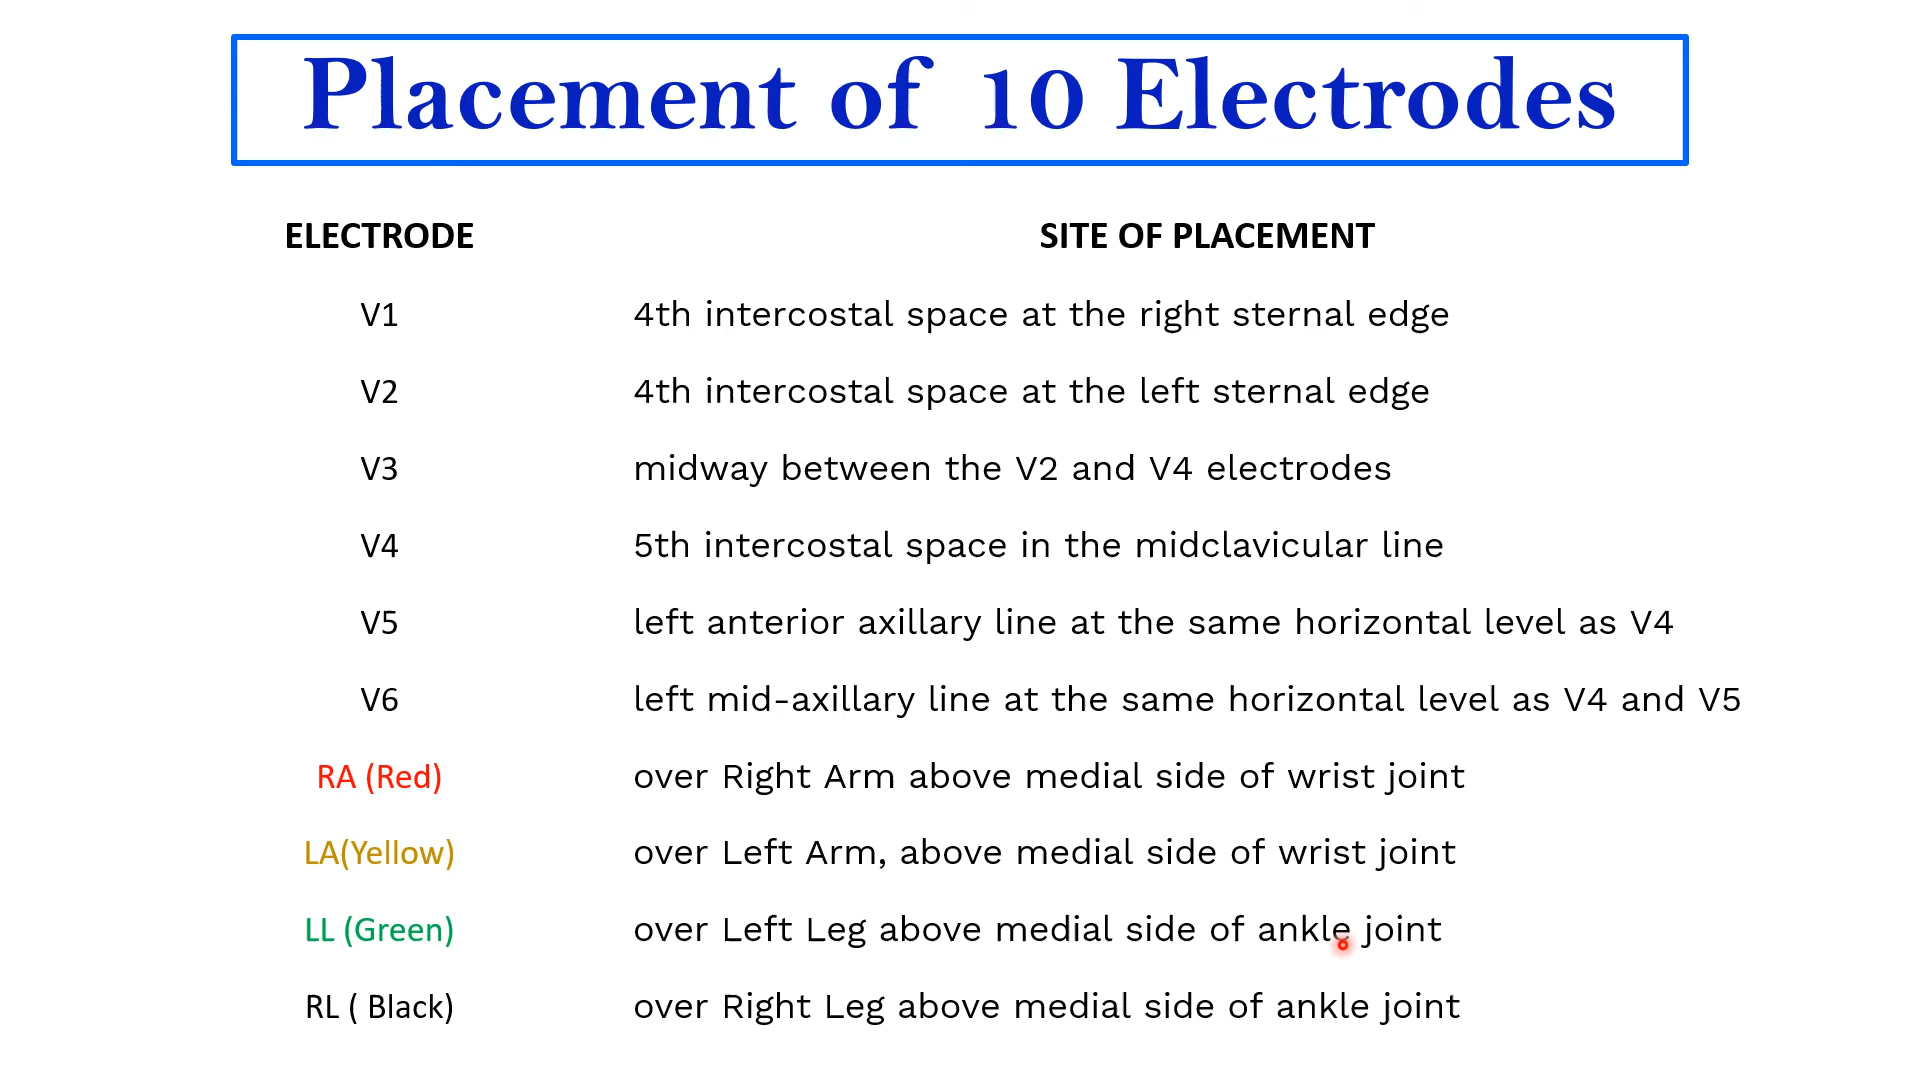 Placement of 10 Electrodes
ELECTRODE SITE OF PLACEMENT
V1 4th intercostal space at the right sternal edge
V2 4th intercostal space at the left sternal edge
V3 midway between the V2 and V4 electrodes
V4 5th intercostal space in the midclavicular line
V5 left anterior axillary line at the same horizontal level as V4
V6 left mid-axillary line at the same horizontal level as V4 and V5
RA (Red) over Right Arm above medial side of wrist joint
LA(Yellow) over Left Arm, above medial side of wrist joint
LL (Green) over Left Leg above medial side of ankle joint
RL ( Black) over Right Leg above medial side of ankle joint